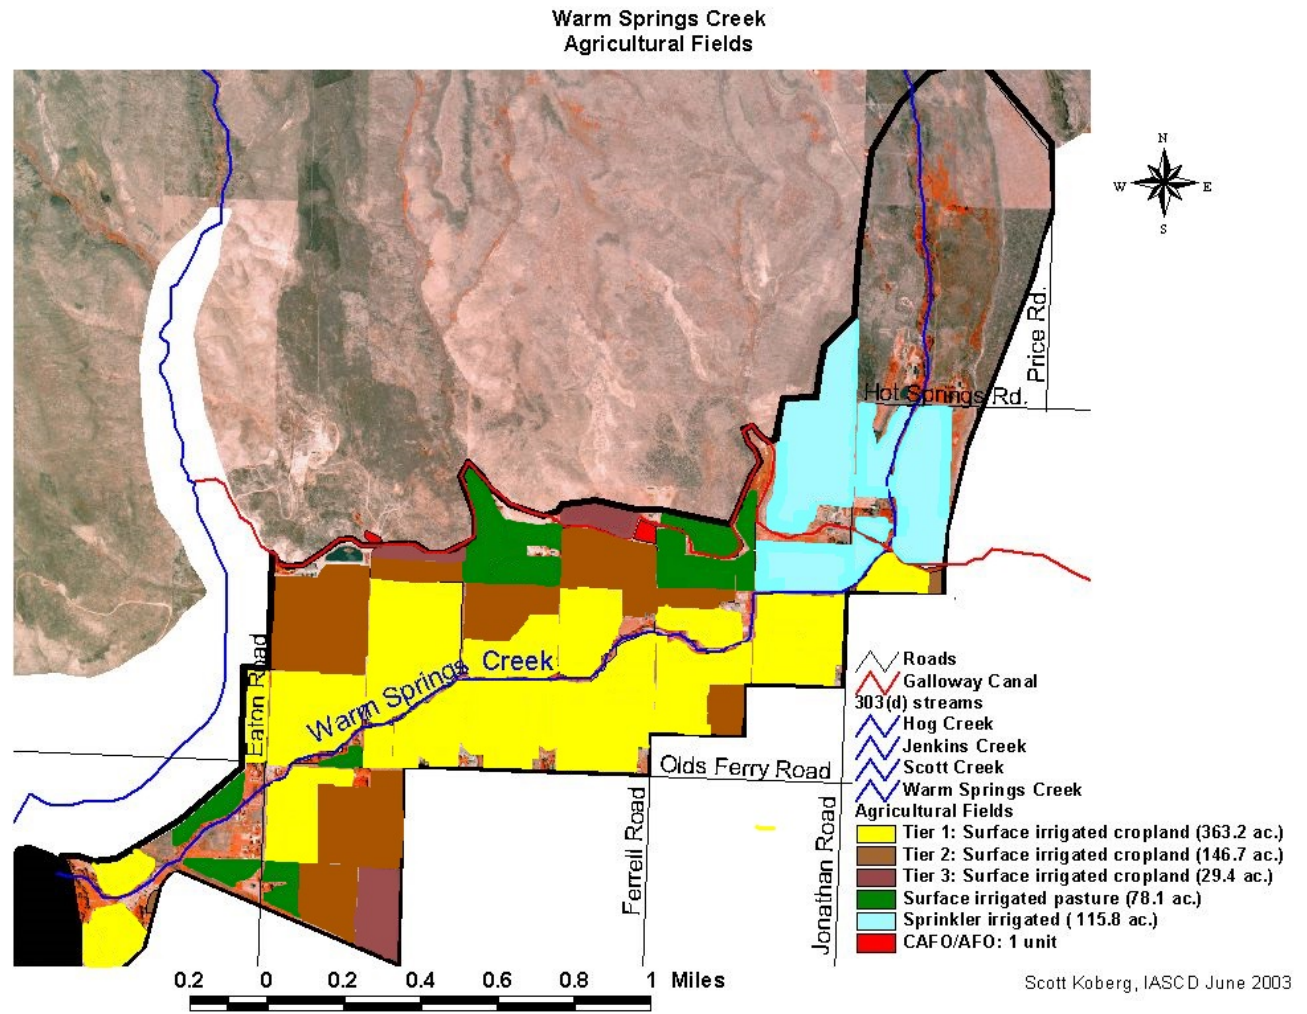 Warm Springs Creek
Agricultural Fields
N
W
E
S
Price Rd.
Hot Springs Rd.
Eaton Road
Warm Springs Creek
Olds Ferry Road
Ferrell Road
Jonathan Road
Roads
Galloway Canal
303(d) streams
Hog Creek
Jenkins Creek
Scott Creek
Warm Springs Creek
Agricultural Fields
Tier 1: Surface irrigated cropland (363.2 ac.)
Tier 2: Surface irrigated cropland (146.7 ac.)
Tier 3: Surface irrigated cropland (29.4 ac.)
Surface irrigated pasture (78.1 ac.)
Sprinkler irrigated ( 115.8 ac.)
CAFO/AFO: 1 unit
0.2 0 0.2 0.4 0.6 0.8 1 Miles
Scott Koberg, IASCD June 2003